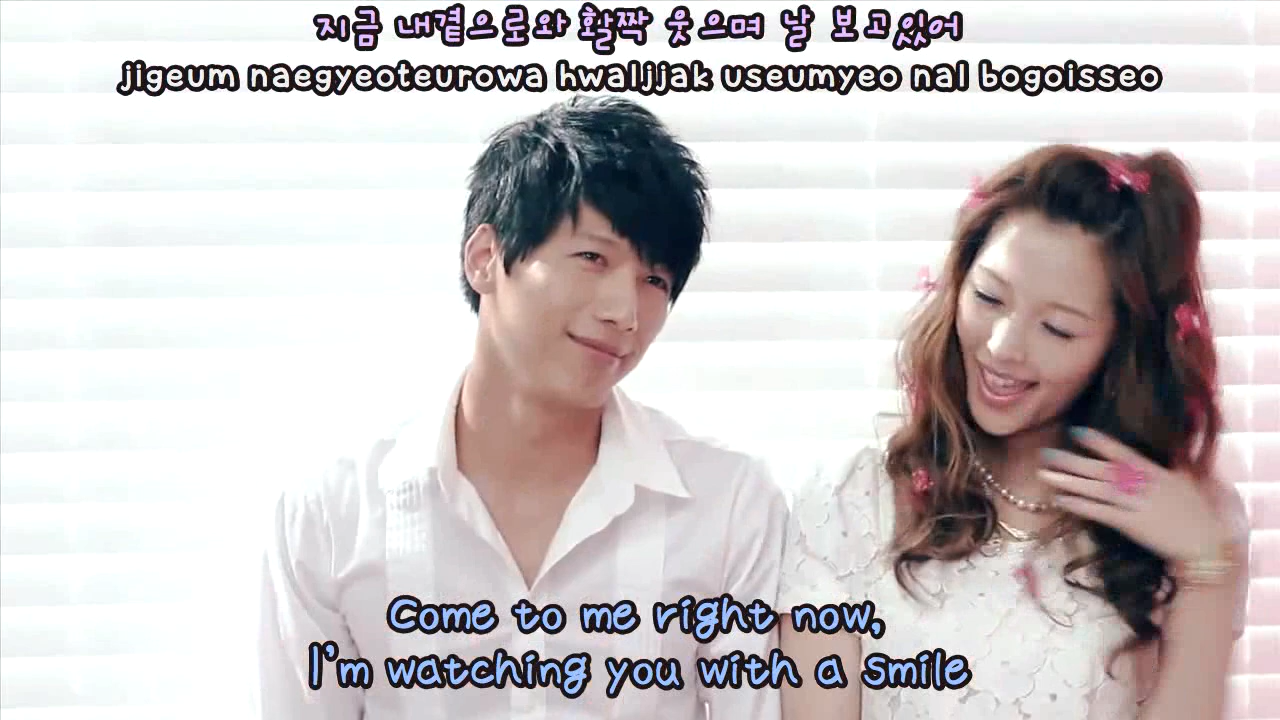 지금 내곁으로와 활짝 웃으며 날 보고있어
jigeum naegyeoteurowa hwaljjak useumyeo nal bogoisseo
Come to me right now,
I'm watching you with a smile